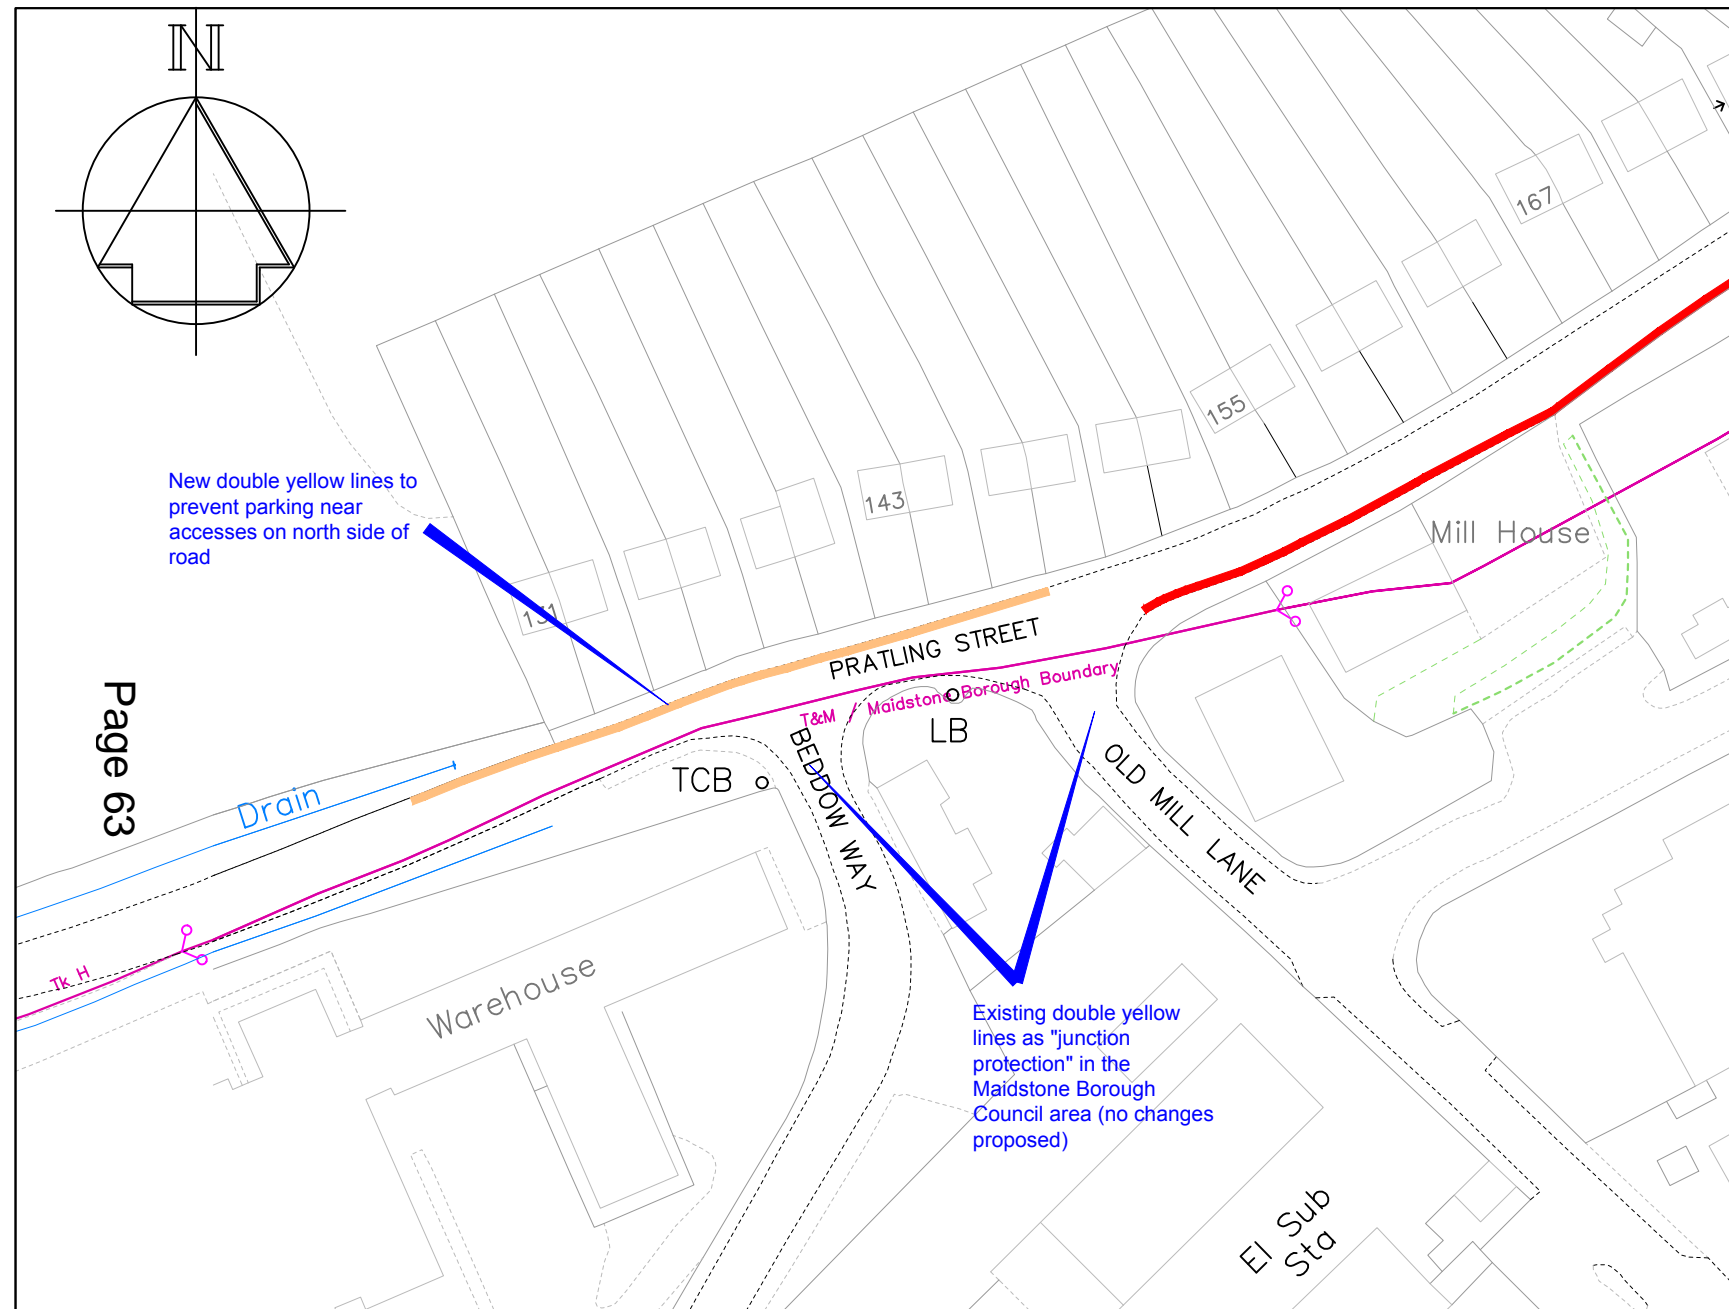 N
167
155
143
131
New double yellow lines to
prevent parking near
accesses on north side of
road
Mill House
PRATLING STREET
T&M / Maidstone Borough Boundary
LB
TCB
BEDDOW WAY
OLD MILL LANE
Drain
Page 63
Tk H
Warehouse
Existing double yellow
lines as "junction
protection" in the
Maidstone Borough
Council area (no changes
proposed)
El Sub
Sta